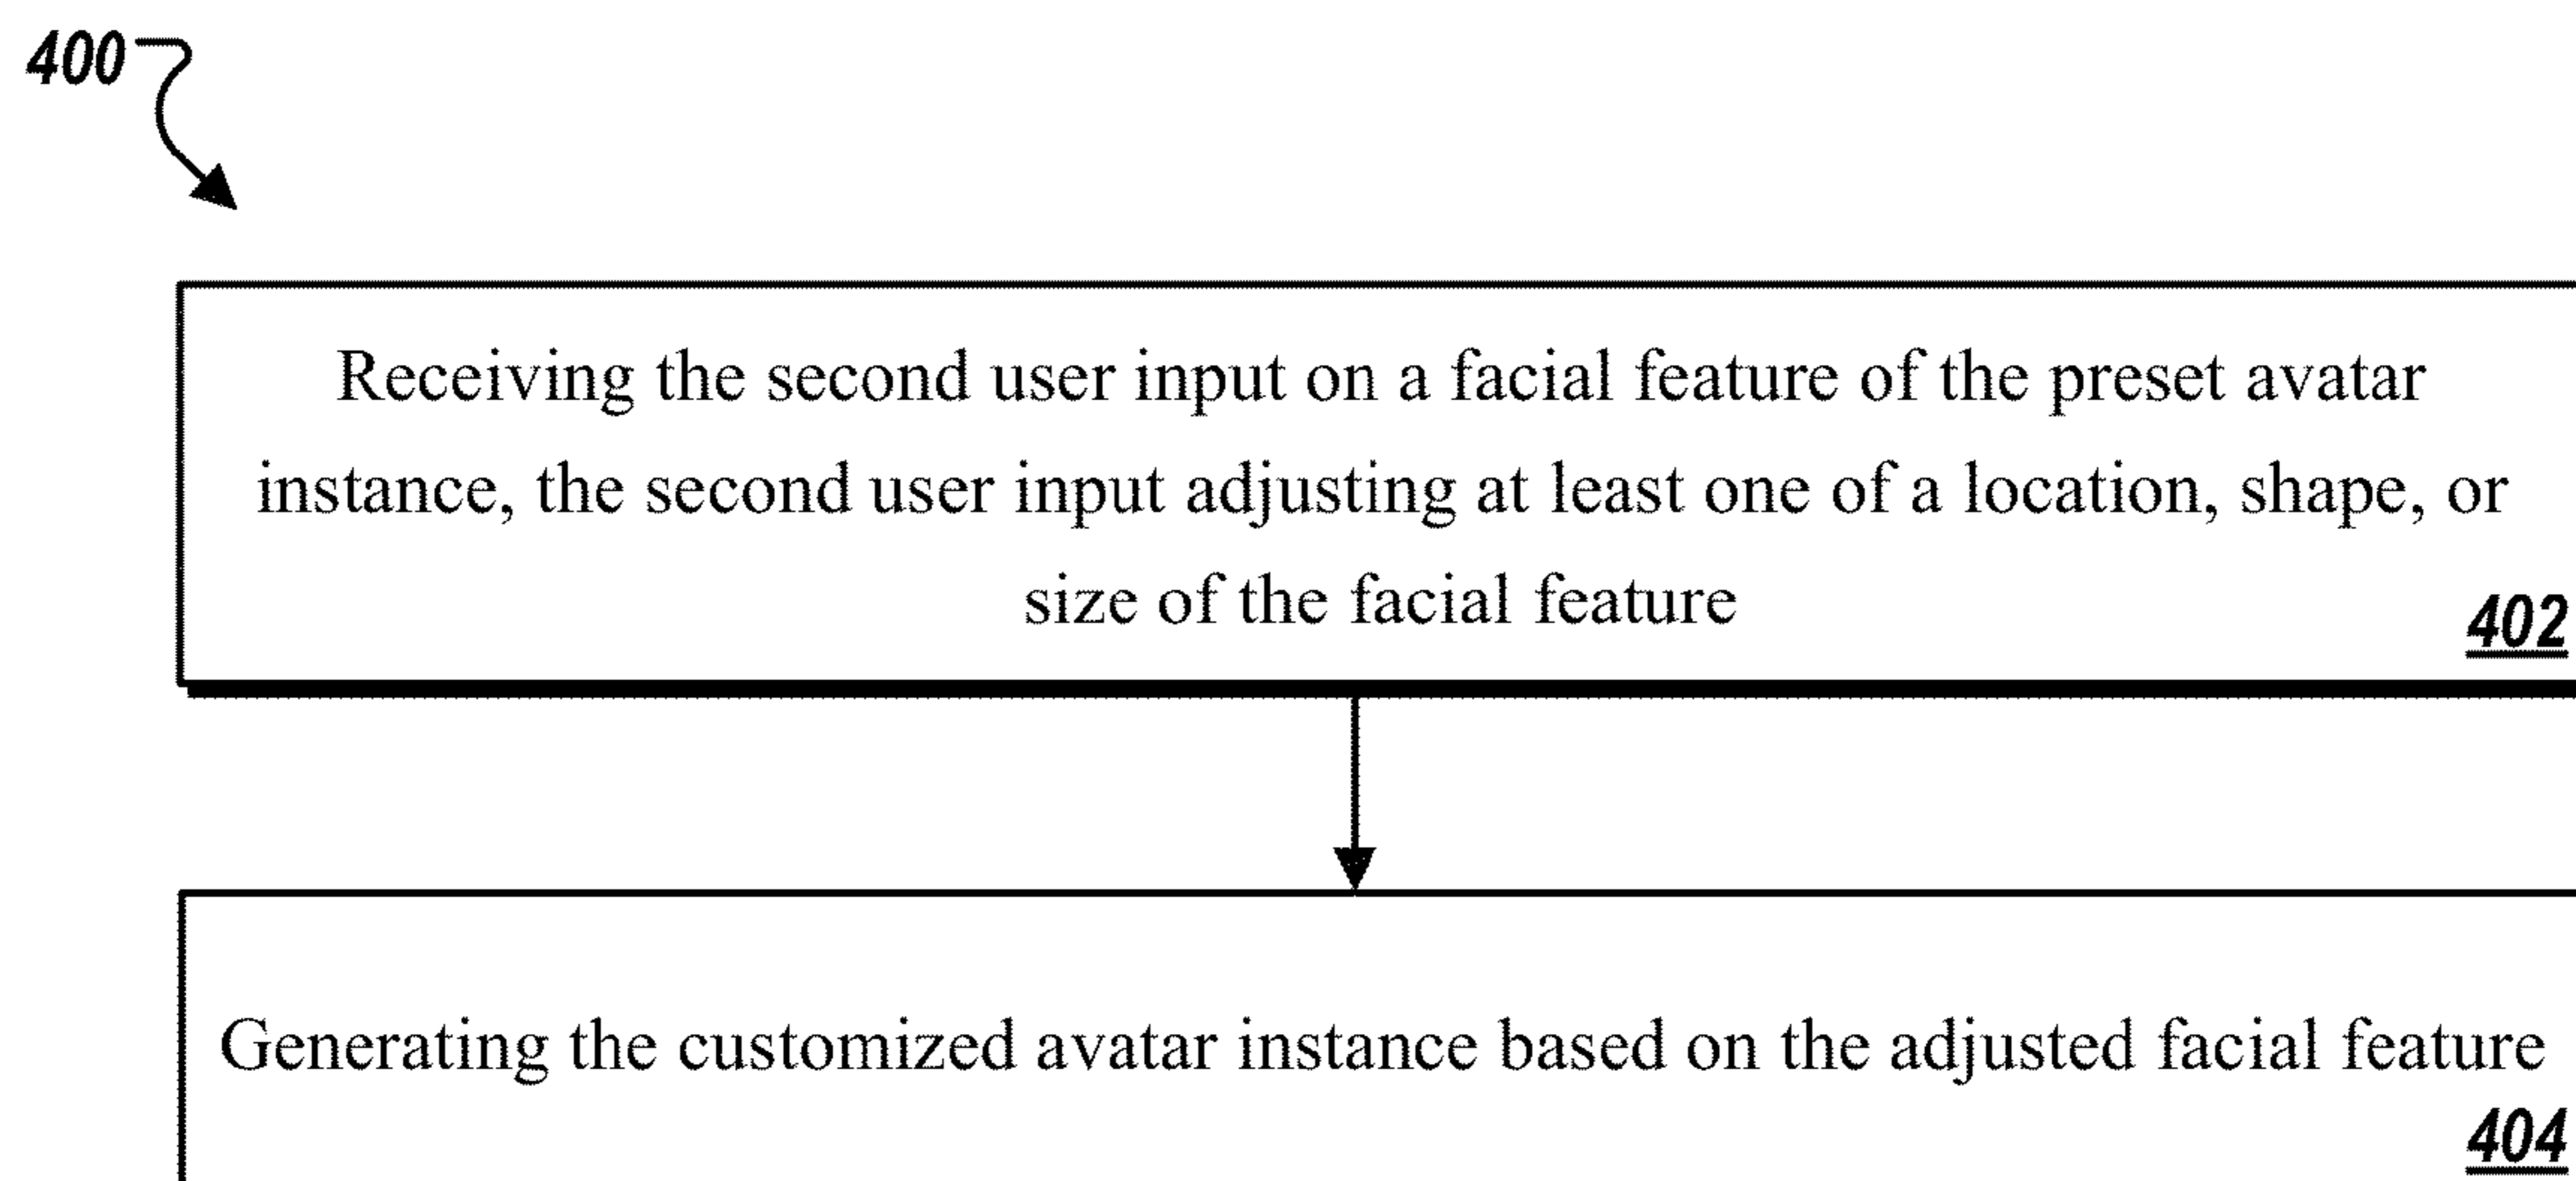 400
Receiving the second user input on a facial feature of the preset avatar
instance, the second user input adjusting at least one of a location, shape, or
size of the facial feature
402
Generating the customized avatar instance based on the adjusted facial feature
404